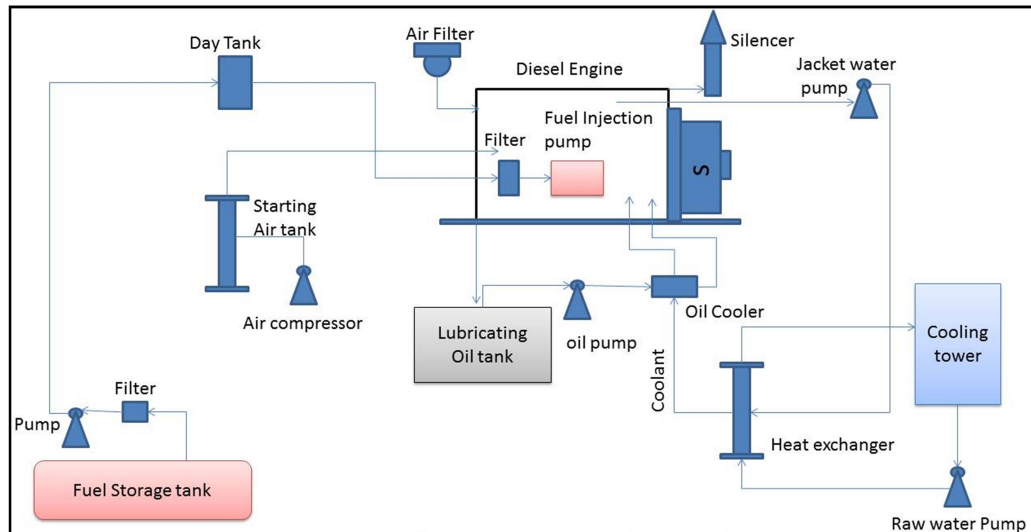 Air Filter
Silencer
Day Tank
Diesel Engine
Jacket water
pump
Fuel Injection
pump
Filter
S
Starting
Air tank
Air compressor
Oil Cooler
Lubricating
Oil tank
oil pump
Cooling
tower
Coolant
Filter
Pump
Heat exchanger
Fuel Storage tank
Raw water Pump